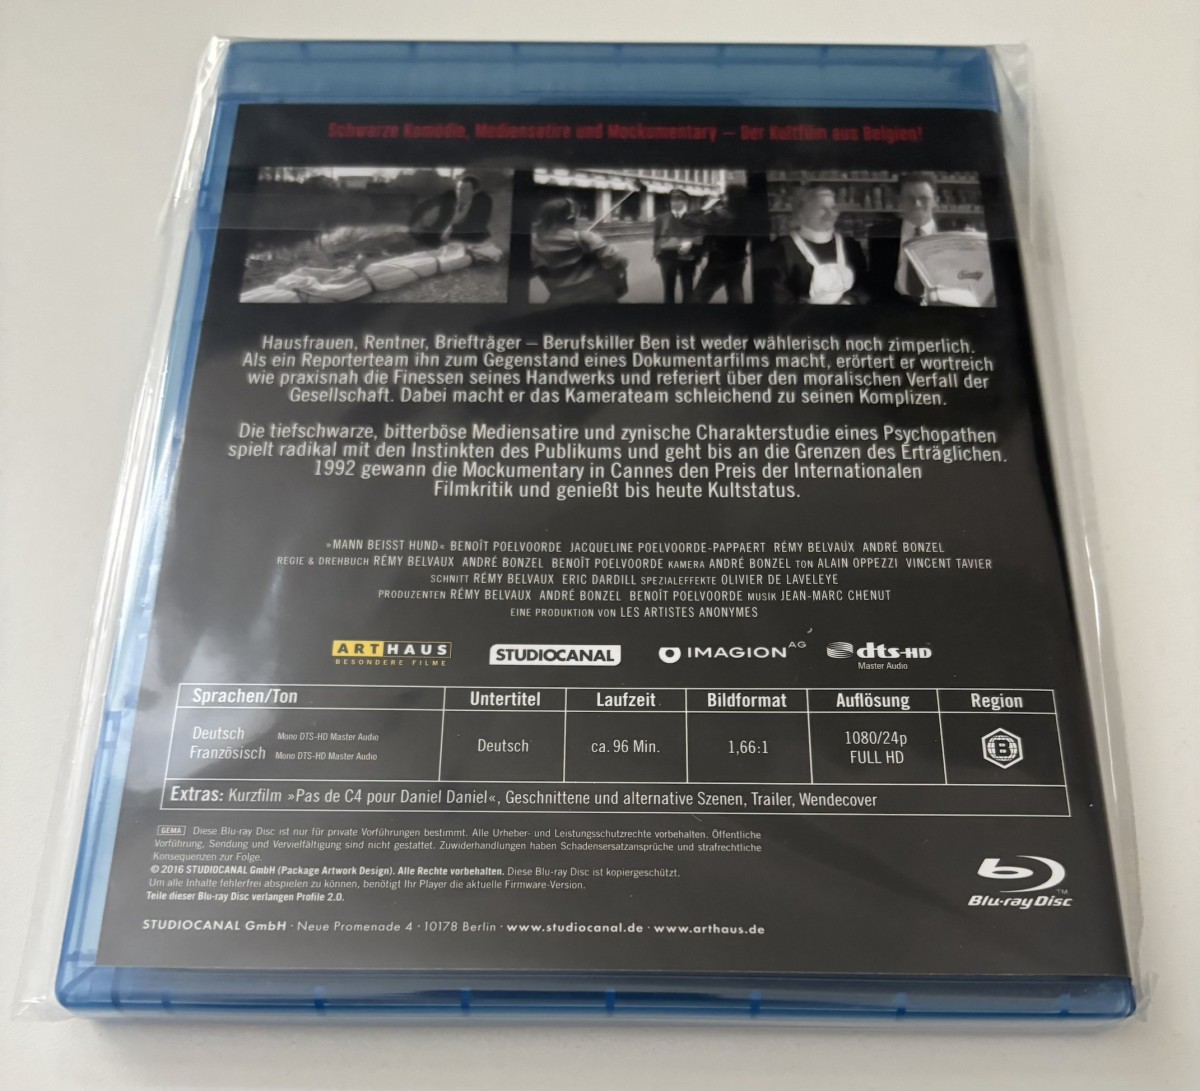 Schwarze Komödie, Mediensatire und Mockumentary – Der Kultfilm aus Belgien!
Hausfrauen, Rentner, Briefträger – Berufskiller Ben ist weder wählerisch noch zimperlich.
Als ein Reporterteam ihn zum Gegenstand eines Dokumentarfilms macht, erörtert er wortreich
wie praxisnah die Finessen seines Handwerks und referiert über den moralischen Verfall der
Gesellschaft. Dabei macht er das Kamerateam schleichend zu seinen Komplizen.
Die tiefschwarze, bitterböse Mediensatire und zynische Charakterstudie eines Psychopathen
spielt radikal mit den Instinkten des Publikums und geht bis an die Grenzen des Erträglichen.
1992 gewann die Mockumentary in Cannes den Preis der Internationalen
Filmkritik und genießt bis heute Kultstatus.
»MANN BEISST HUND« BENOÎT POELVOORDE JACQUELINE POELVOORDE-PAPPAERT RÉMY BELVAUX ANDRÉ BONZEL
REGIE & DREHBUCH RÉMY BELVAUX ANDRÉ BONZEL BENOÎT POELVOORDE KAMERA ANDRÉ BONZEL TON ALAIN OPPEZZI VINCENT TAVIER
SCHNITT RÉMY BELVAUX ERIC DARDILL SPEZIALEFFEKTE OLIVIER DE LAVELEYE
PRODUZENTEN RÉMY BELVAUX ANDRÉ BONZEL BENOÎT POELVOORDE MUSIK JEAN-MARC CHENUT
EINE PRODUKTION VON LES ARTISTES ANONYMES
ARTHAUS
BESONDERE FILME
STUDIOCANAL
IMAGION AG
dts-HD
Master Audio
Sprachen/Ton Untertitel Laufzeit Bildformat Auflösung Region
Deutsch Mono DTS-HD Master Audio
Französisch Mono DTS-HD Master Audio
Deutsch
ca. 96 Min.
1,66:1
1080/24p
FULL HD
B
Extras: Kurzfilm »Pas de C4 pour Daniel Daniel«, Geschnittene und alternative Szenen, Trailer, Wendecover
GEMA Diese Blu-ray Disc ist nur für private Vorführungen bestimmt. Alle Urheber- und Leistungsschutzrechte vorbehalten. Öffentliche
Vorführung, Sendung und Vervielfältigung sind nicht gestattet. Zuwiderhandlungen haben Schadensersatzansprüche und strafrechtliche
Konsequenzen zur Folge.
© 2016 STUDIOCANAL GmbH (Package Artwork Design). Alle Rechte vorbehalten. Diese Blu-ray Disc ist kopiergeschützt.
Um alle Inhalte fehlerfrei abspielen zu können, benötigt Ihr Player die aktuelle Firmware-Version.
Teile dieser Blu-ray Disc verlangen Profile 2.0.
STUDIOCANAL GmbH · Neue Promenade 4 · 10178 Berlin · www.studiocanal.de · www.arthaus.de
Blu-ray Disc
TM